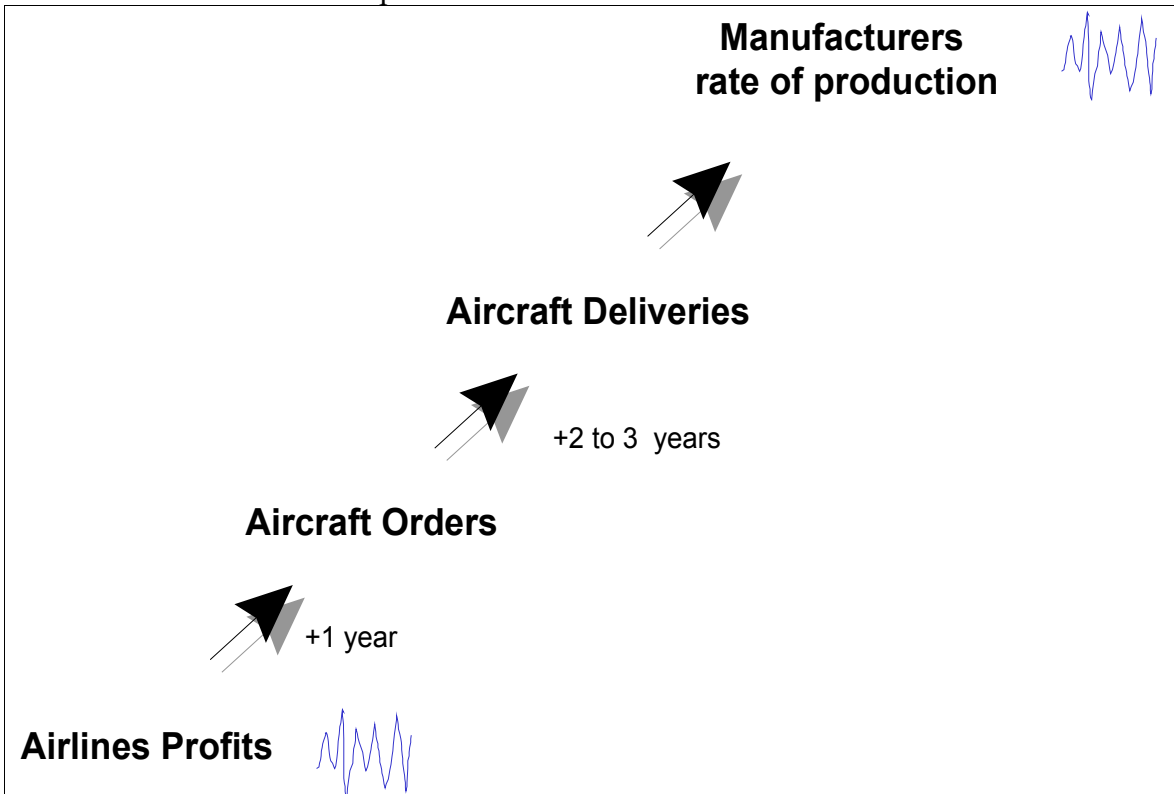 Manufacturers
rate of production
Aircraft Deliveries
+2 to 3 years
Aircraft Orders
+1 year
Airlines Profits